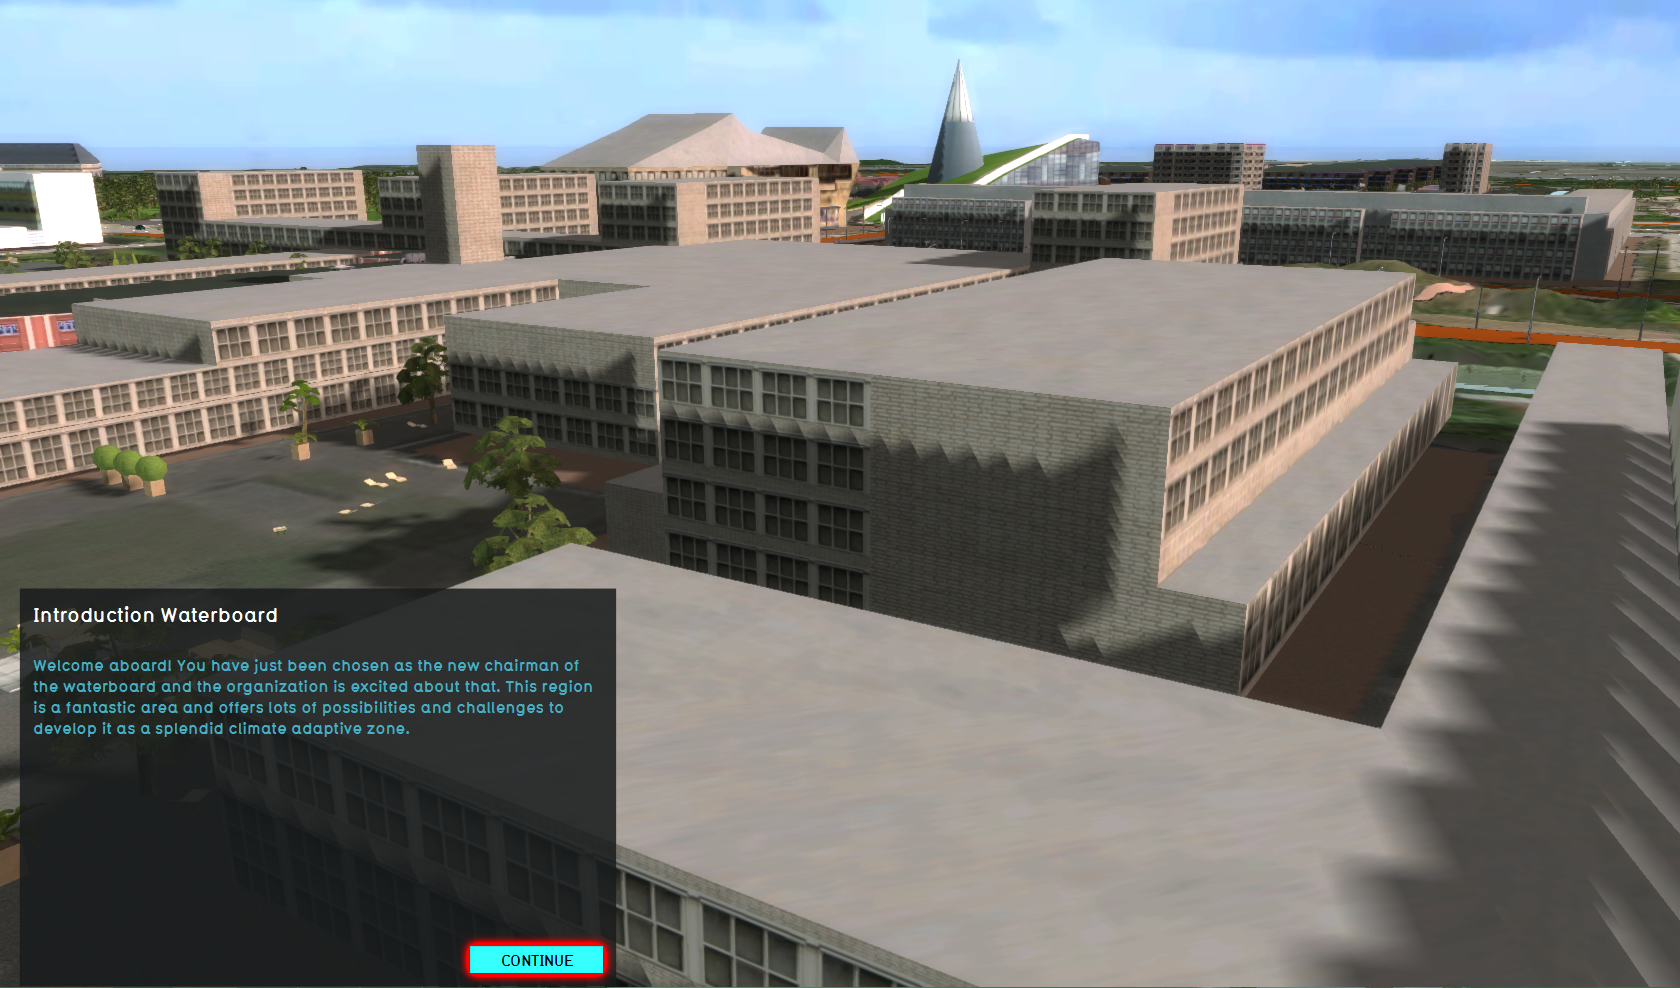 Introduction Waterboard
Welcome aboard! You have just been chosen as the new chairman of
the waterboard and the organization is excited about that. This region
is a fantastic area and offers lots of possibilities and challenges to
develop it as a splendid climate adaptive zone.
CONTINUE